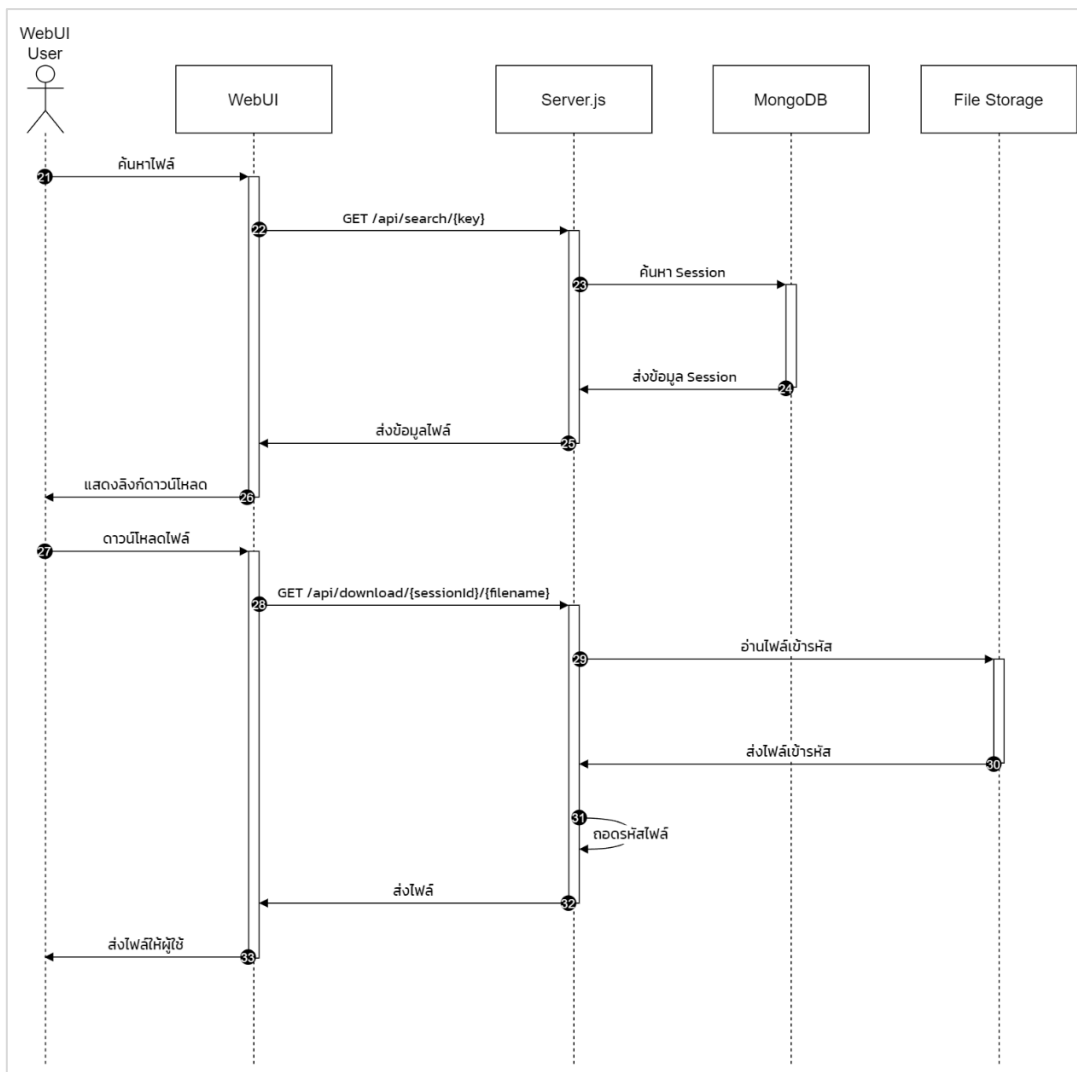 WebUI
User
WebUI
Server.js
MongoDB
File Storage
21 ค้นหาไฟล์
22 GET /api/search/{key}
23 ค้นหา Session
ส่งข้อมูล Session 24
ส่งข้อมูลไฟล์ 25
แสดงลิงก์ดาวน์โหลด 26
27 ดาวน์โหลดไฟล์
28 GET /api/download/{sessionId}/{filename}
29 อ่านไฟล์เข้ารหัส
ส่งไฟล์เข้ารหัส 30
31
ถอดรหัสไฟล์
ส่งไฟล์ 32
ส่งไฟล์ให้ผู้ใช้ 33